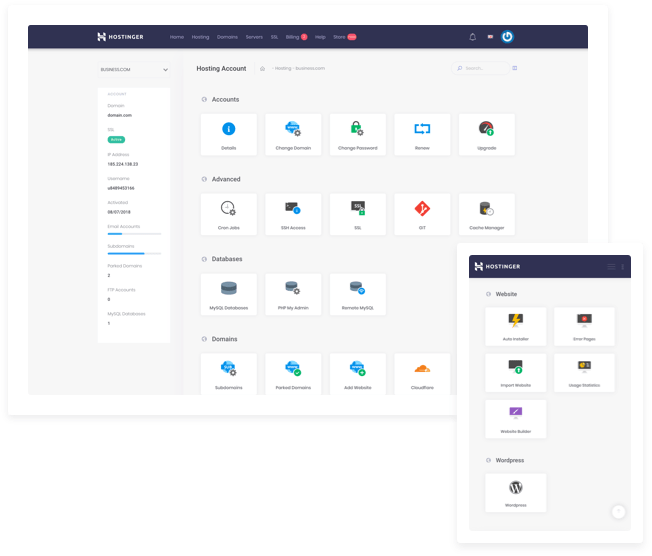 HOSTINGER Home Hosting Domains Servers SSL Billing 2 Help Store
BUSINESS.COM
Hosting Account - Hosting - business.com Search...
ACCOUNT
Domain
domain.com
SSL
Active
IP Address
185.224.138.23
Username
u8489453166
Activated
08/07/2018
Email Accounts
Subdomains
Parked Domains
2
FTP Accounts
0
MySQL Databases
1
Accounts
Details Change Domain Change Password Renew Upgrade
Advanced
SSL
Cron Jobs SSH Access SSL GIT Cache Manager
Databases
MySQL Databases PHP My Admin Remote MySQL
Domains
Subdomains Parked Domains Add Website Cloudflare
HOSTINGER
Website
Auto Installer Error Pages
Import Website Usage Statistics
Website Builder
Wordpress
Wordpress